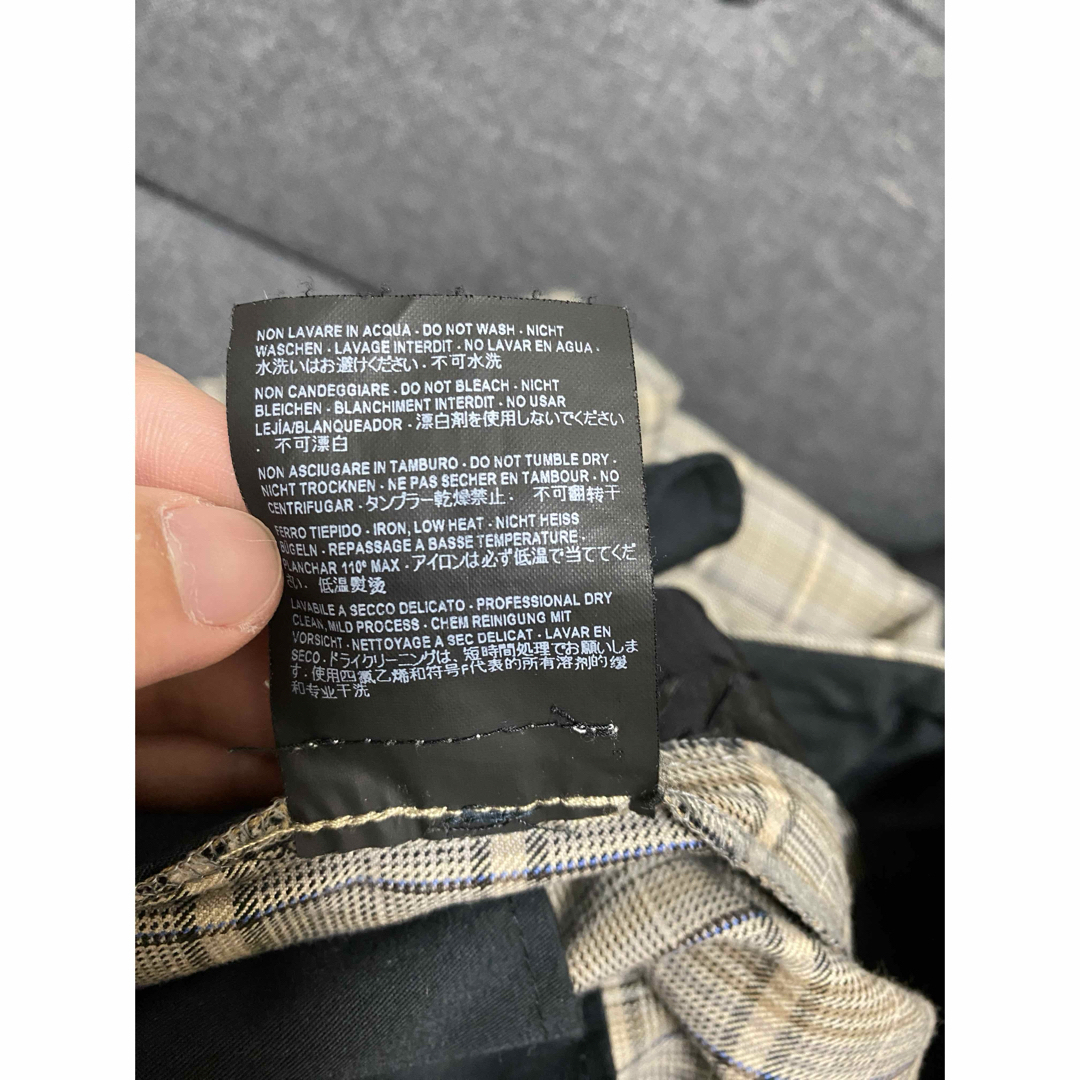 NON LAVARE IN ACQUA - DO NOT WASH - NICHT
WASCHEN - LAVAGE INTERDIT - NO LAVAR EN AGUA -
水洗いはお避けください. 不可水洗
NON CANDEGGIARE - DO NOT BLEACH - NICHT
BLEICHEN - BLANCHIMENT INTERDIT - NO USAR
LEJÍA/BLANQUEADOR - 漂白剤を使用しないでください
. 不可漂白
NON ASCIUGARE IN TAMBURO - DO NOT TUMBLE DRY -
NICHT TROCKNEN - NE PAS SECHER EN TAMBOUR - NO
CENTRIFUGAR - タンブラー乾燥禁止. 不可翻转干
FERRO TIEPIDO - IRON, LOW HEAT - NICHT HEISS
BÜGELN - REPASSAGE A BASSE TEMPERATURE -
PLANCHAR 110° MAX - アイロンは必ず低温で当ててくだ
さい. 低温熨烫
LAVABILE A SECCO DELICATO - PROFESSIONAL DRY
CLEAN, MILD PROCESS - CHEM REINIGUNG MIT
VORSICHT - NETTOYAGE A SEC DELICAT - LAVAR EN
SECO - ドライクリーニングは、短時間処理でお願いしま
す - 使用四氯乙烯和符号F代表的所有溶剂的缓
和专业干洗